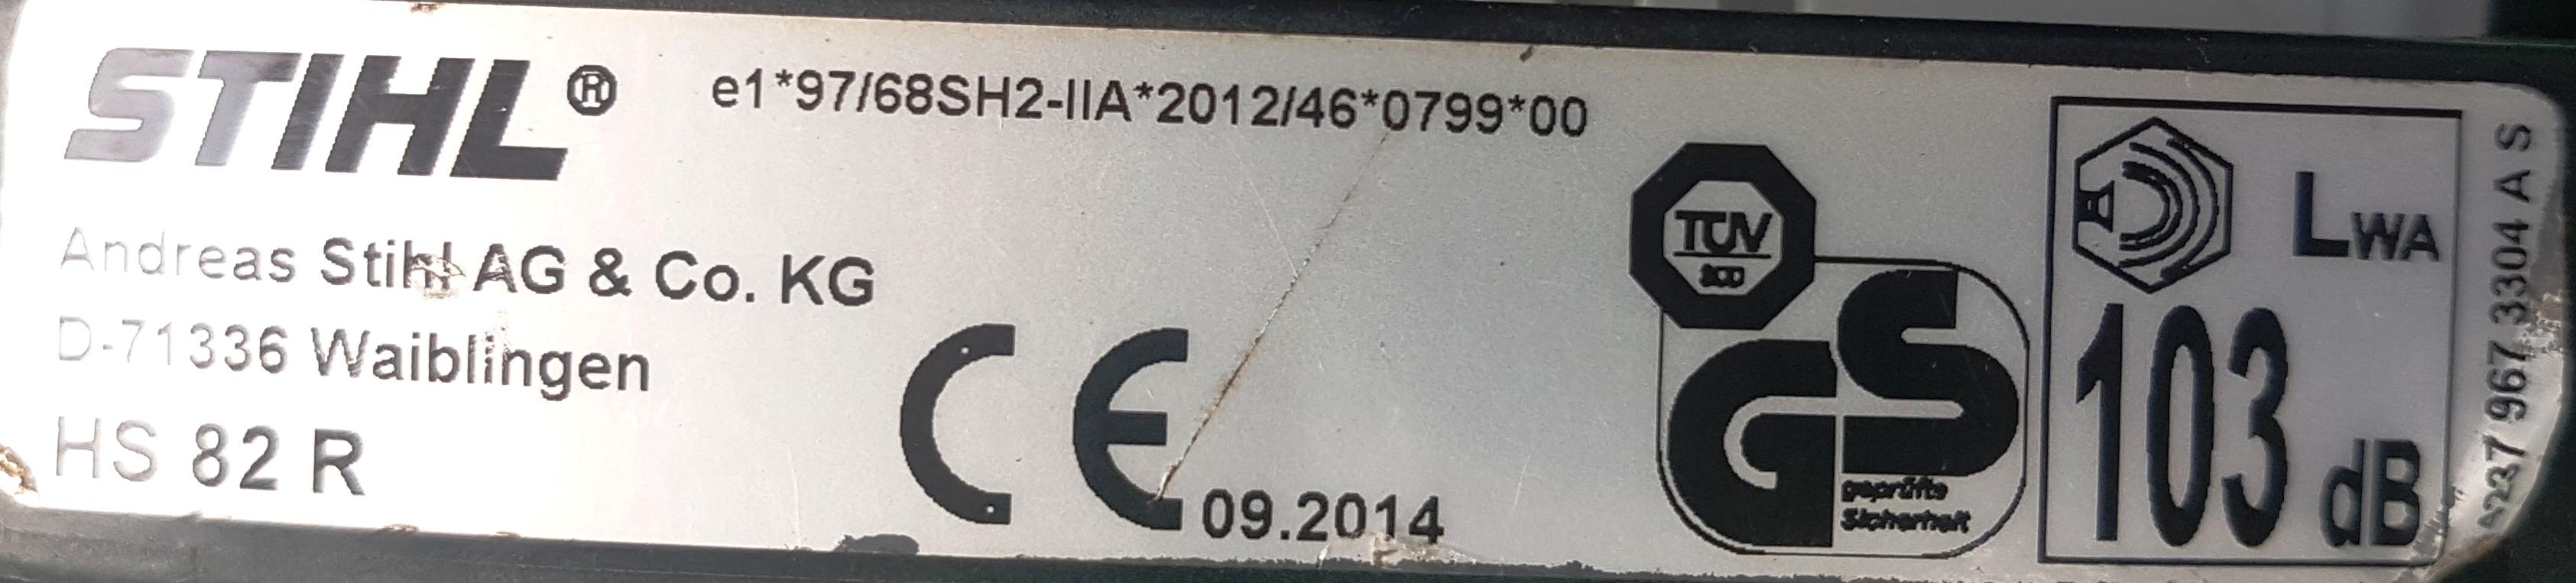 STIHL® e1*97/68SH2-IIA*2012/46*0799*00
Andreas Stihl AG & Co. KG
D-71336 Waiblingen
HS 82 R
CE 09.2014
TÜV
SÜD
GS
geprüfte
Sicherheit
LWA
103 dB
967 3304 A S